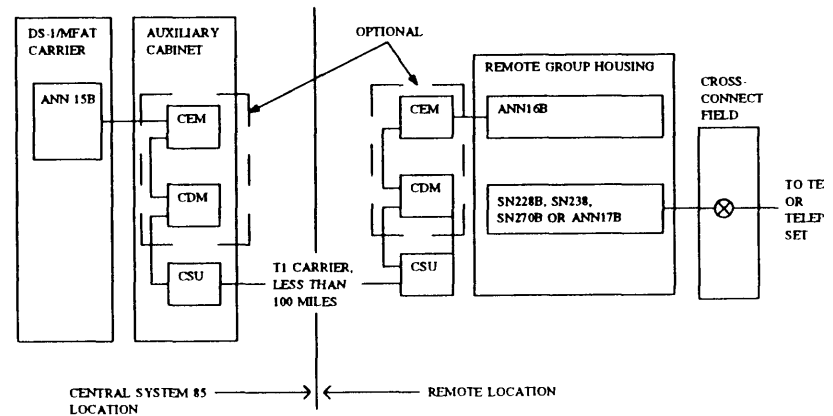 DS-1/MFAT
CARRIER
ANN 15B
AUXILIARY
CABINET
CEM
CDM
CSU
OPTIONAL
T1 CARRIER,
LESS THAN
100 MILES
CEM
CDM
CSU
REMOTE GROUP HOUSING
ANN16B
SN228B, SN238,
SN270B OR ANN17B
CROSS-
CONNECT
FIELD
TO
OR
SET
CENTRAL SYSTEM 85
LOCATION
REMOTE LOCATION